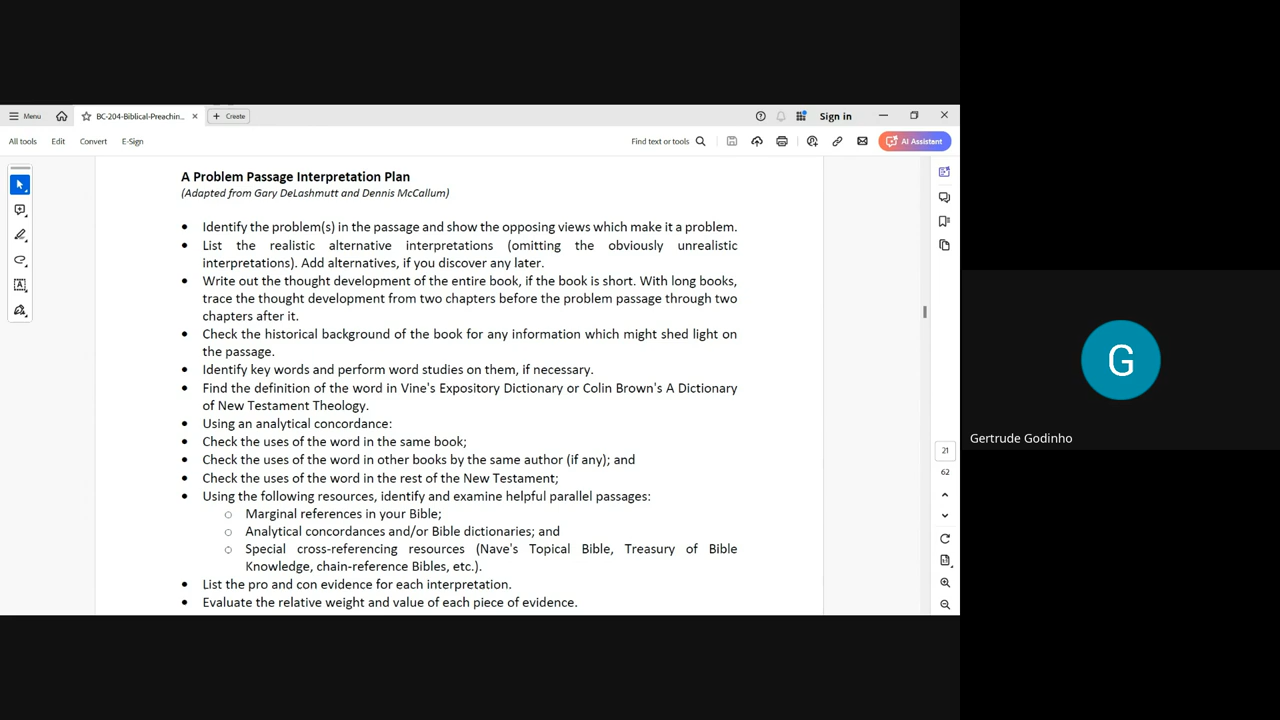 Menu
BC-204-Biblical-Preachin...
Create
Sign in
All tools
Edit
Convert
E-Sign
Find text or tools
AI Assistant
A Problem Passage Interpretation Plan
(Adapted from Gary DeLashmutt and Dennis McCallum)
• Identify the problem(s) in the passage and show the opposing views which make it a problem.
• List the realistic alternative interpretations (omitting the obviously unrealistic
interpretations). Add alternatives, if you discover any later.
• Write out the thought development of the entire book, if the book is short. With long books,
trace the thought development from two chapters before the problem passage through two
chapters after it.
• Check the historical background of the book for any information which might shed light on
the passage.
• Identify key words and perform word studies on them, if necessary.
• Find the definition of the word in Vine's Expository Dictionary or Colin Brown's A Dictionary
of New Testament Theology.
• Using an analytical concordance:
• Check the uses of the word in the same book;
• Check the uses of the word in other books by the same author (if any); and
• Check the uses of the word in the rest of the New Testament;
• Using the following resources, identify and examine helpful parallel passages:
○ Marginal references in your Bible;
○ Analytical concordances and/or Bible dictionaries; and
○ Special cross-referencing resources (Nave's Topical Bible, Treasury of Bible
Knowledge, chain-reference Bibles, etc.).
• List the pro and con evidence for each interpretation.
• Evaluate the relative weight and value of each piece of evidence.
21
62
G
Gertrude Godinho